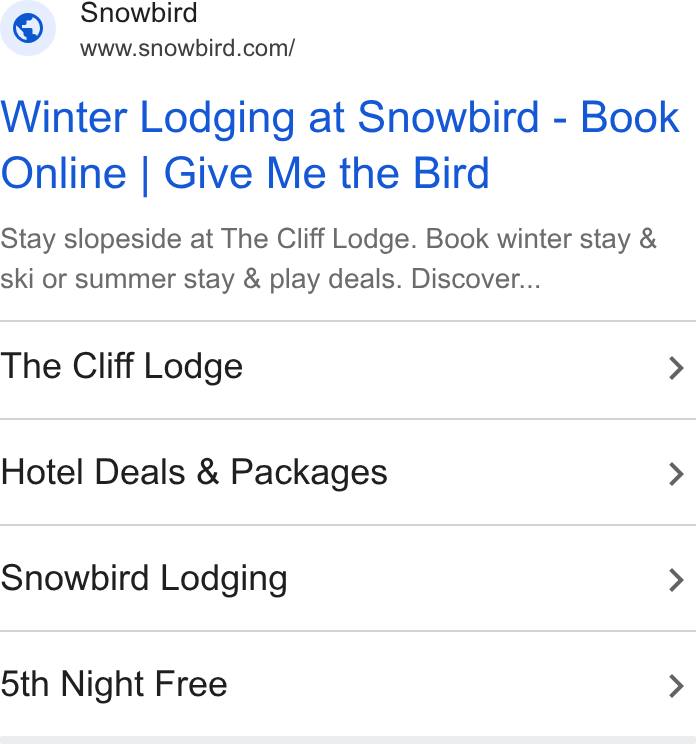 Snowbird
www.snowbird.com/
Winter Lodging at Snowbird - Book
Online | Give Me the Bird
Stay slopeside at The Cliff Lodge. Book winter stay &
ski or summer stay & play deals. Discover...
The Cliff Lodge
Hotel Deals & Packages
Snowbird Lodging
5th Night Free